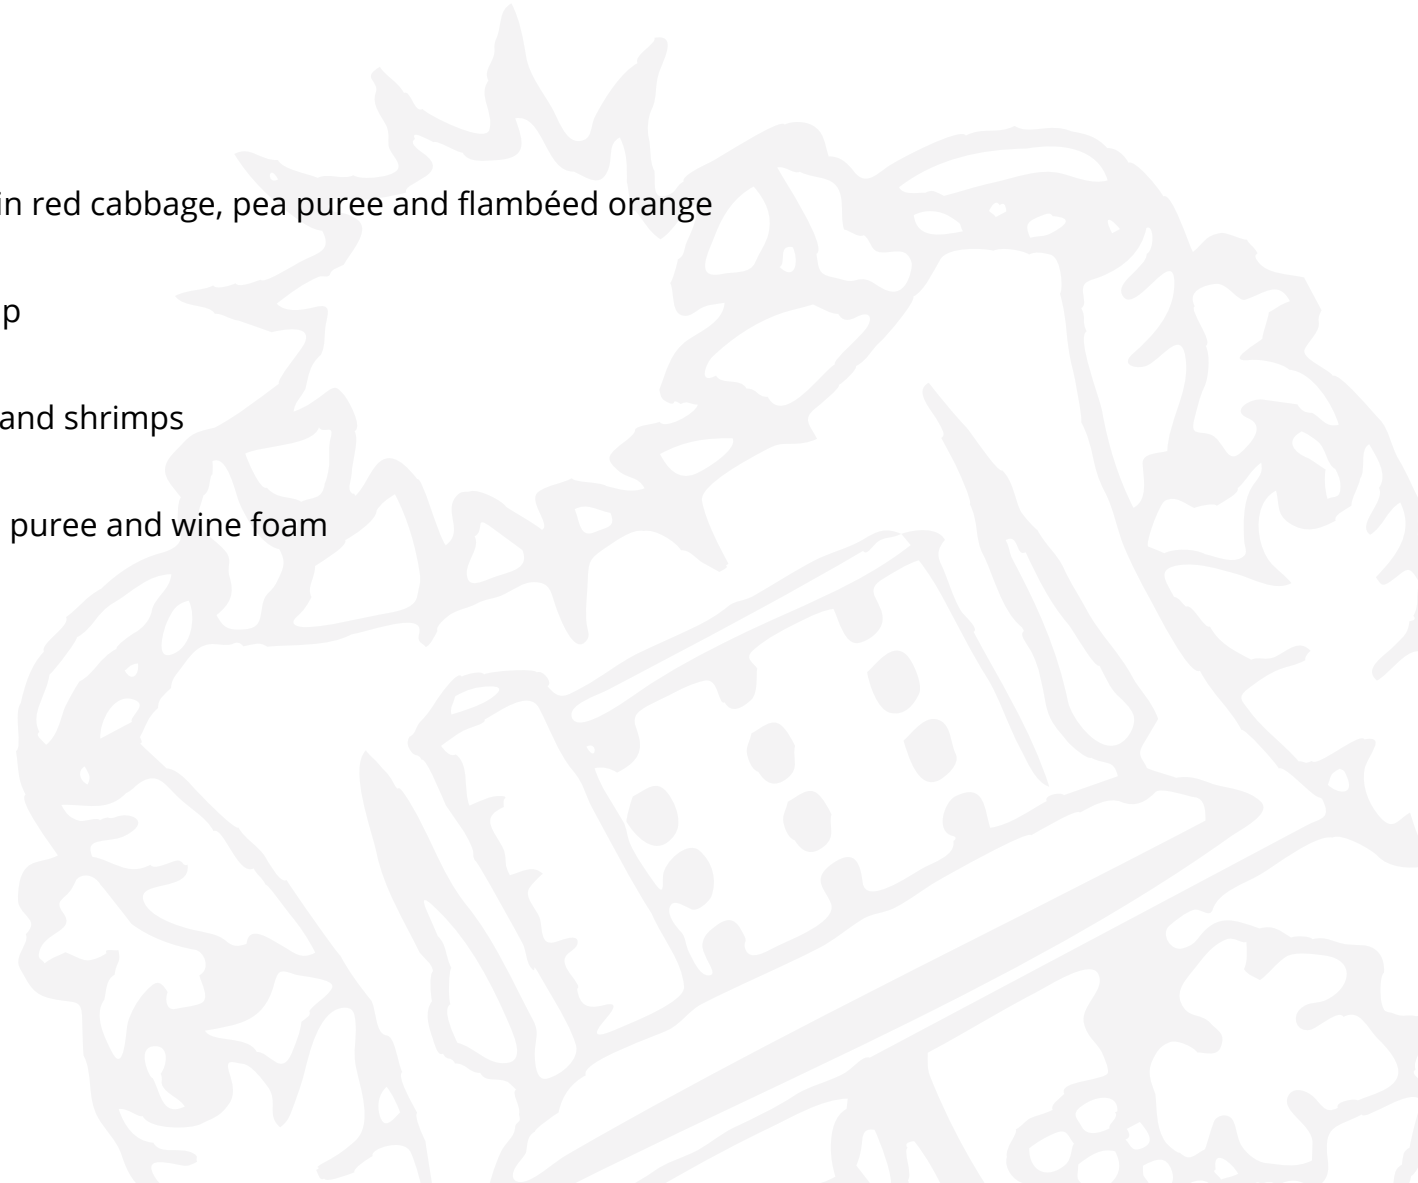 in red cabbage, pea puree and flambéed orange
p
and shrimps
puree and wine foam